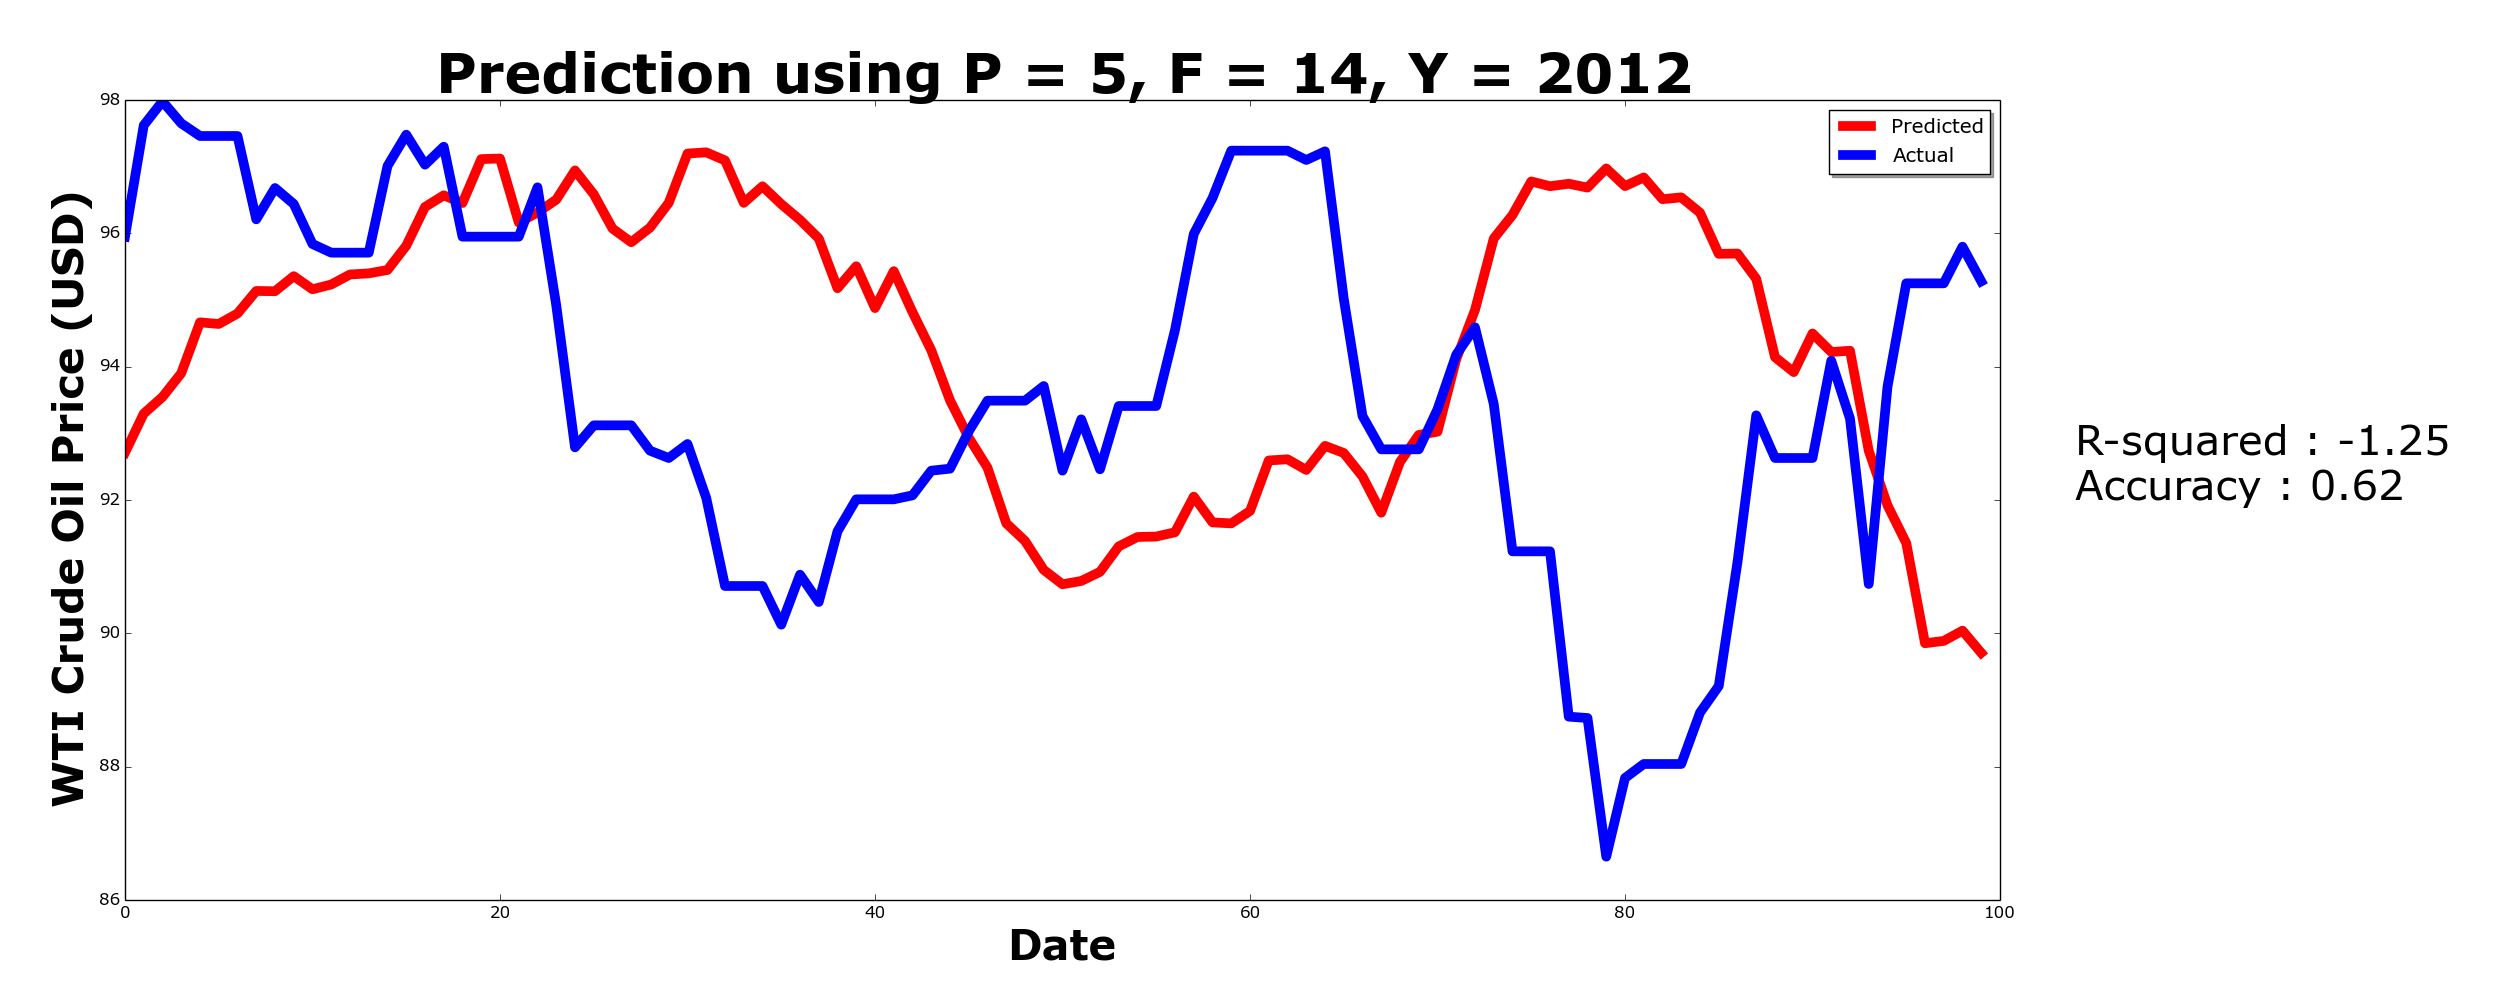 Prediction using P = 5, F = 14, Y = 2012
WTI Crude Oil Price (USD)
98
96
94
92
90
88
86
0
20
40
60
80
100
Date
Predicted
Actual
R-squared : -1.25
Accuracy : 0.62